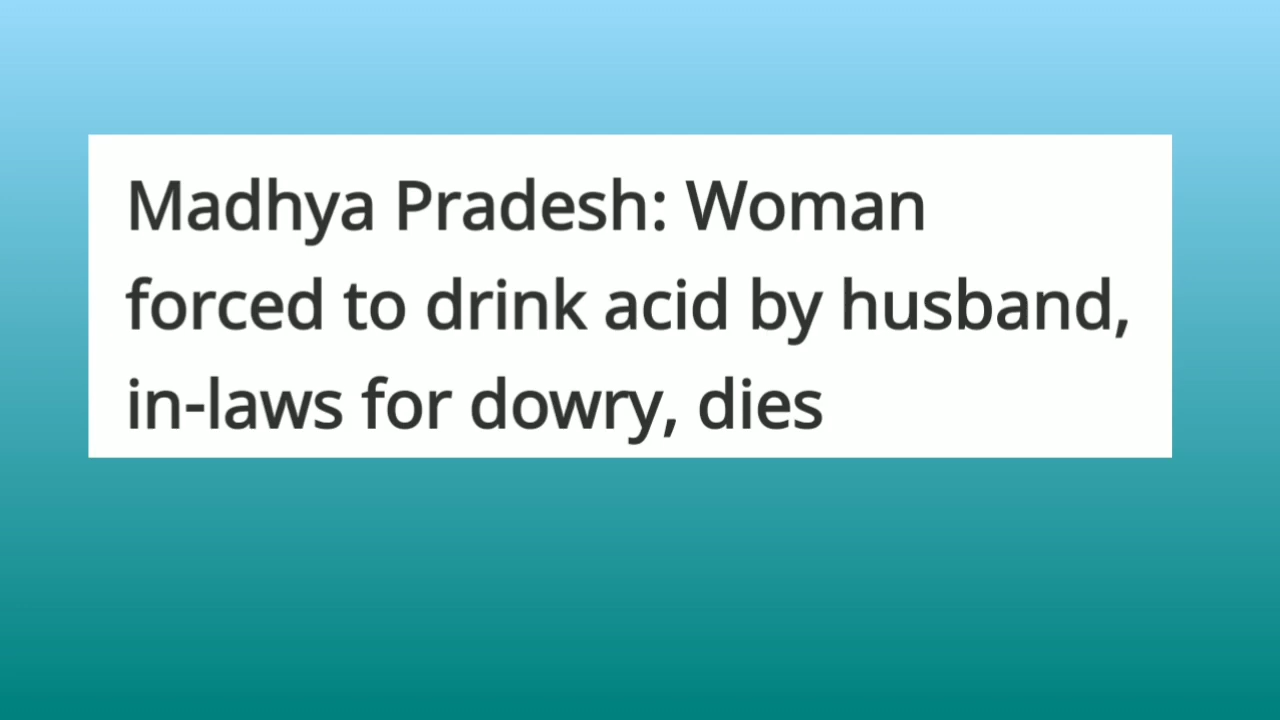 Madhya Pradesh: Woman
forced to drink acid by husband,
in-laws for dowry, dies